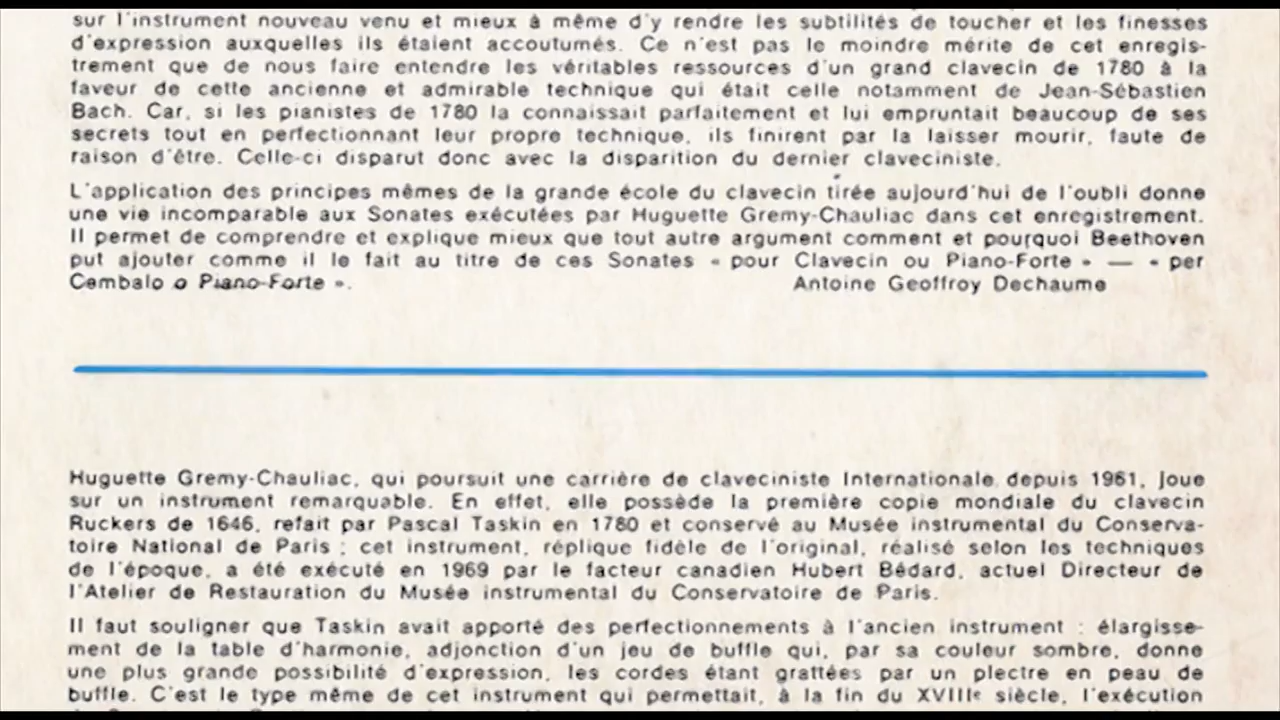 sur l'instrument nouveau venu et mieux à même d'y rendre les subtilités de toucher et les finesses
d'expression auxquelles ils étaient accoutumés. Ce n'est pas le moindre mérite de cet enregis-
trement que de nous faire entendre les véritables ressources d'un grand clavecin de 1780 à la
faveur de cette ancienne et admirable technique qui était celle notamment de Jean-Sébastien
Bach. Car, si les pianistes de 1780 la connaissait parfaitement et lui empruntait beaucoup de ses
secrets tout en perfectionnant leur propre technique, ils finirent par la laisser mourir, faute de
raison d'être. Celle-ci disparut donc avec la disparition du dernier claveciniste.
L'application des principes mêmes de la grande école du clavecin tirée aujourd'hui de l'oubli donne
une vie incomparable aux Sonates exécutées par Huguette Gremy-Chauliac dans cet enregistrement.
Il permet de comprendre et explique mieux que tout autre argument comment et pourquoi Beethoven
put ajouter comme il le fait au titre de ces Sonates « pour Clavecin ou Piano-Forte » — « per
Cembalo o Piano-Forte ».
Antoine Geoffroy Dechaume
Huguette Gremy-Chauliac, qui poursuit une carrière de claveciniste Internationale depuis 1961, Joue
sur un instrument remarquable. En effet, elle possède la première copie mondiale du clavecin
Ruckers de 1646, refait par Pascal Taskin en 1780 et conservé au Musée instrumental du Conserva-
toire National de Paris : cet instrument, réplique fidèle de l'original, réalisé selon les techniques
de l'époque, a été exécuté en 1969 par le facteur canadien Hubert Bédard, actuel Directeur de
l'Atelier de Restauration du Musée instrumental du Conservatoire de Paris.
Il faut souligner que Taskin avait apporté des perfectionnements à l'ancien instrument : élargisse-
ment de la table d'harmonie, adjonction d'un jeu de buffle qui, par sa couleur sombre, donne
une plus grande possibilité d'expression, les cordes étant grattées par un plectre en peau de
buffle. C'est le type même de cet instrument qui permettait, à la fin du XVIIIe siècle, l'exécution